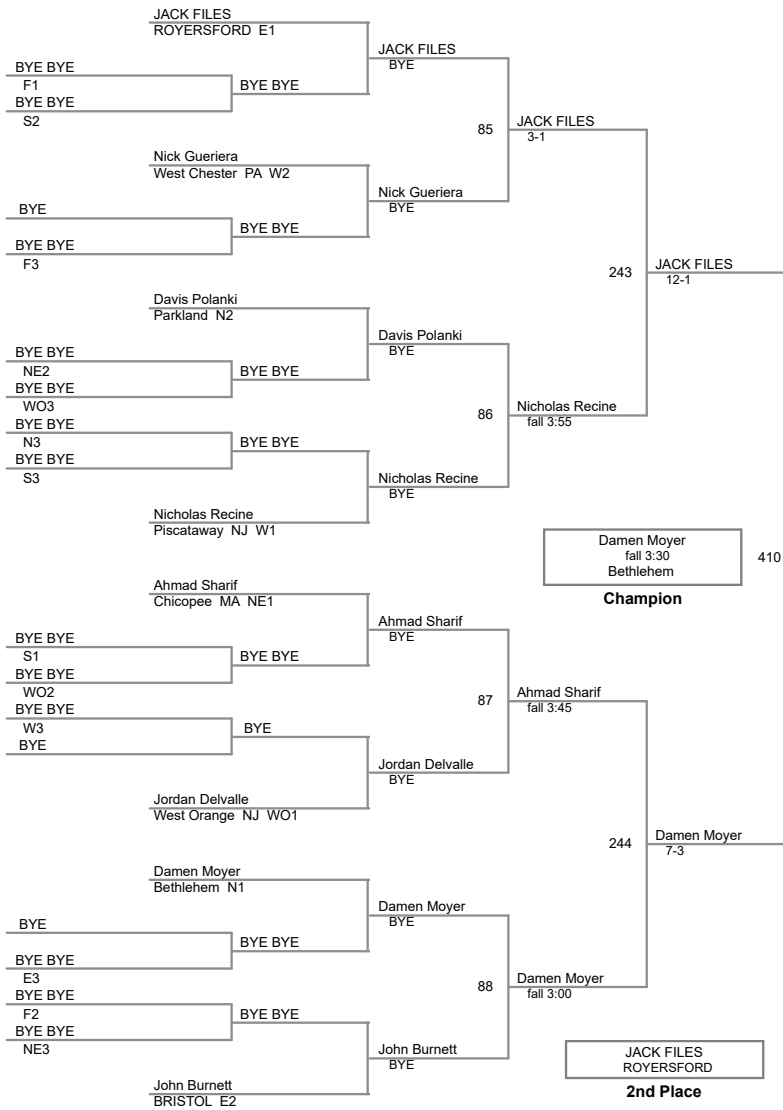 JACK FILES
ROYERSFORD E1
JACK FILES
BYE
BYE BYE
F1
BYE BYE
BYE BYE
S2
85
JACK FILES
3-1
Nick Gueriera
West Chester PA W2
Nick Gueriera
BYE
BYE
BYE BYE
BYE BYE
F3
243
JACK FILES
12-1
Davis Polanki
Parkland N2
Davis Polanki
BYE
BYE BYE
NE2
BYE BYE
BYE BYE
WO3
86
Nicholas Recine
fall 3:55
BYE BYE
N3
BYE BYE
BYE BYE
S3
Nicholas Recine
BYE
Nicholas Recine
Piscataway NJ W1
Damen Moyer
fall 3:30
Bethlehem
410
Champion
Ahmad Sharif
Chicopee MA NE1
Ahmad Sharif
BYE
BYE BYE
S1
BYE BYE
BYE BYE
WO2
87
Ahmad Sharif
fall 3:45
BYE BYE
W3
BYE
BYE
Jordan Delvalle
BYE
Jordan Delvalle
West Orange NJ WO1
244
Damen Moyer
7-3
Damen Moyer
Bethlehem N1
Damen Moyer
BYE
BYE
BYE BYE
BYE BYE
E3
88
Damen Moyer
fall 3:00
BYE BYE
F2
BYE BYE
BYE BYE
NE3
John Burnett
BYE
John Burnett
BRISTOL E2
JACK FILES
ROYERSFORD
2nd Place